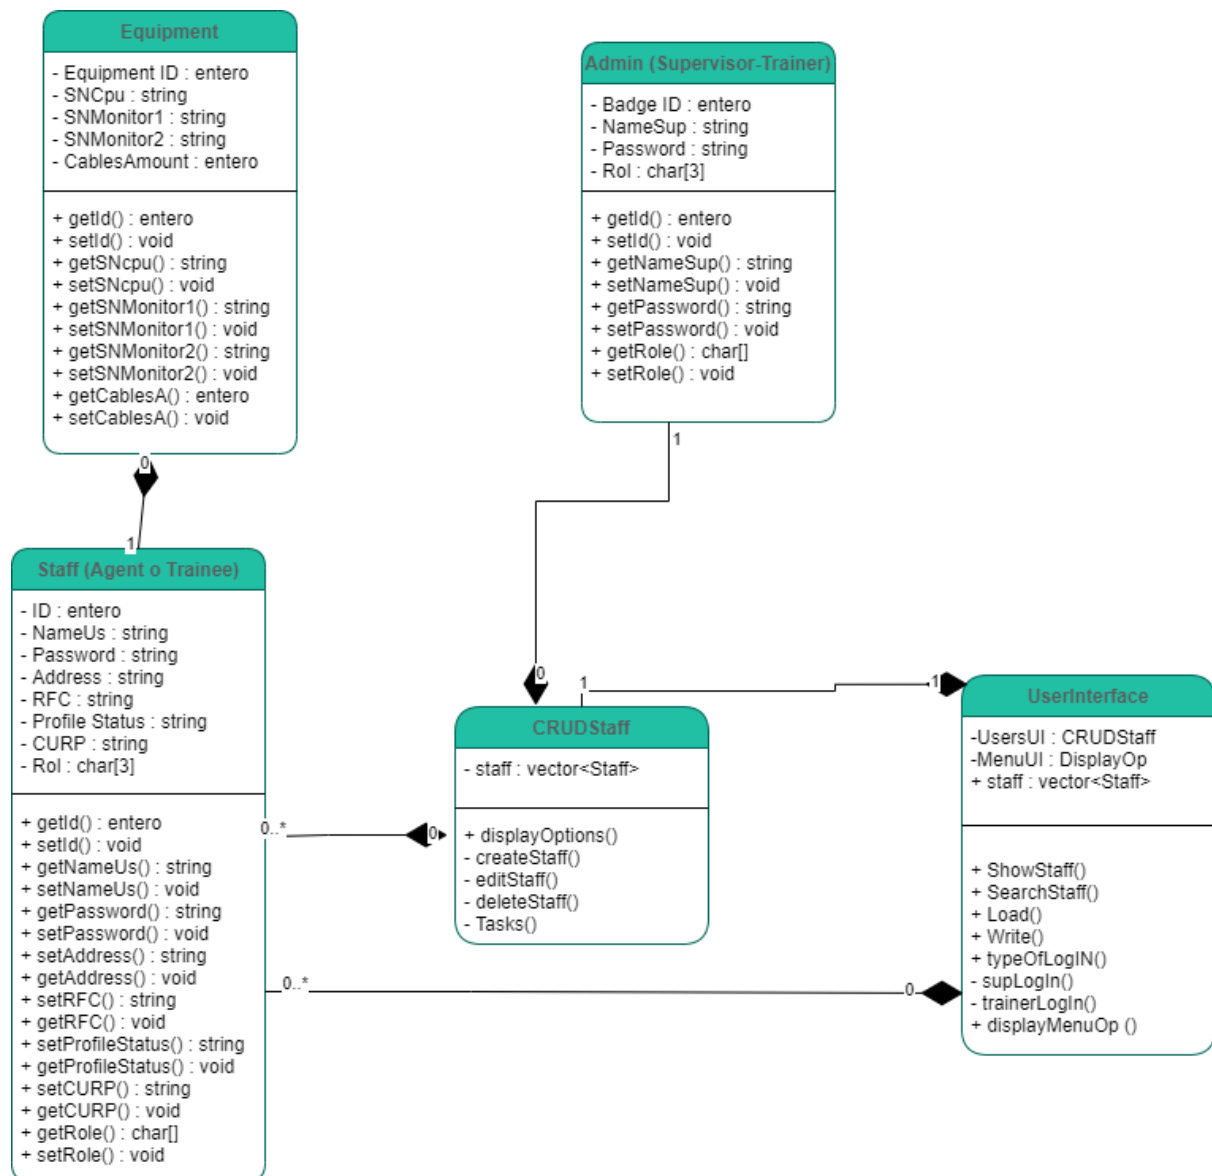 Equipment
- Equipment ID : entero
- SNCpu : string
- SNMonitor1 : string
- SNMonitor2 : string
- CablesAmount : entero
+ getId() : entero
+ setId() : void
+ getSNcpu() : string
+ setSNcpu() : void
+ getSNMonitor1() : string
+ setSNMonitor1() : void
+ getSNMonitor2() : string
+ setSNMonitor2() : void
+ getCablesA() : entero
+ setCablesA() : void
0
1
Admin (Supervisor-Trainer)
- Badge ID : entero
- NameSup : string
- Password : string
- Rol : char[3]
+ getId() : entero
+ setId() : void
+ getNameSup() : string
+ setNameSup() : void
+ getPassword() : string
+ setPassword() : void
+ getRole() : char[]
+ setRole() : void
1
0
Staff (Agent o Trainee)
- ID : entero
- NameUs : string
- Password : string
- Address : string
- RFC : string
- Profile Status : string
- CURP : string
- Rol : char[3]
+ getId() : entero
+ setId() : void
+ getNameUs() : string
+ setNameUs() : void
+ getPassword() : string
+ setPassword() : void
+ setAddress() : string
+ getAddress() : void
+ setRFC() : string
+ getRFC() : void
+ setProfileStatus() : string
+ getProfileStatus() : void
+ setCURP() : string
+ getCURP() : void
+ getRole() : char[]
+ setRole() : void
0..*
0
0..*
0
CRUDStaff
- staff : vector<Staff>
+ displayOptions()
- createStaff()
- editStaff()
- deleteStaff()
- Tasks()
1
1
UserInterface
-UsersUI : CRUDStaff
-MenuUI : DisplayOp
+ staff : vector<Staff>
+ ShowStaff()
+ SearchStaff()
+ Load()
+ Write()
+ typeOfLogIN()
- supLogIn()
- trainerLogIn()
+ displayMenuOp ()